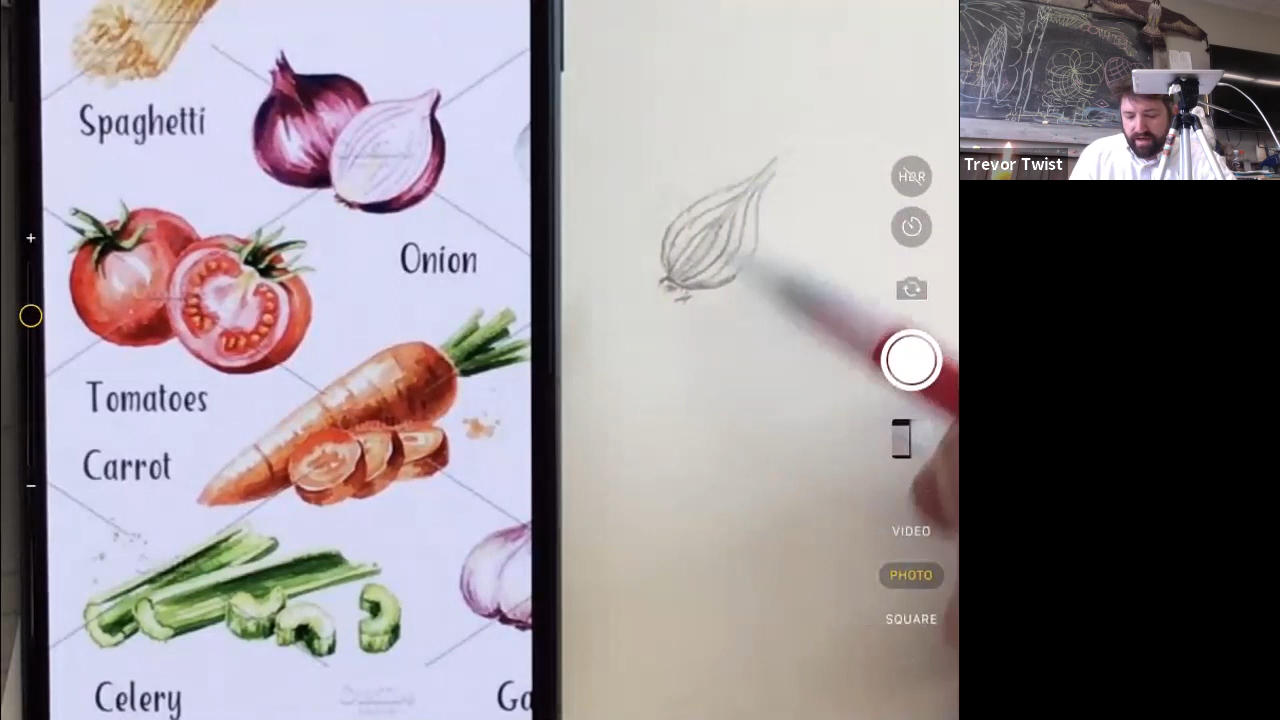 Spaghetti
Onion
Tomatoes
Carrot
Celery
HDR
VIDEO
PHOTO
SQUARE
Trevor Twist